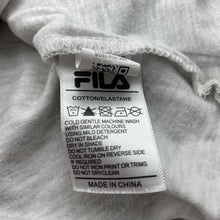 FILA
COTTON/ELASTANE
COLD GENTLE MACHINE WASH
WITH SIMILAR COLOURS
USING MILD DETERGENT
DO NOT BLEACH
DRY IN SHADE
DO NOT TUMBLE DRY
COOL IRON ON REVERSE SIDE
IF REQUIRED
DO NOT IRON PRINT OR TRIMS
DO NOT DRYCLEAN
MADE IN CHINA